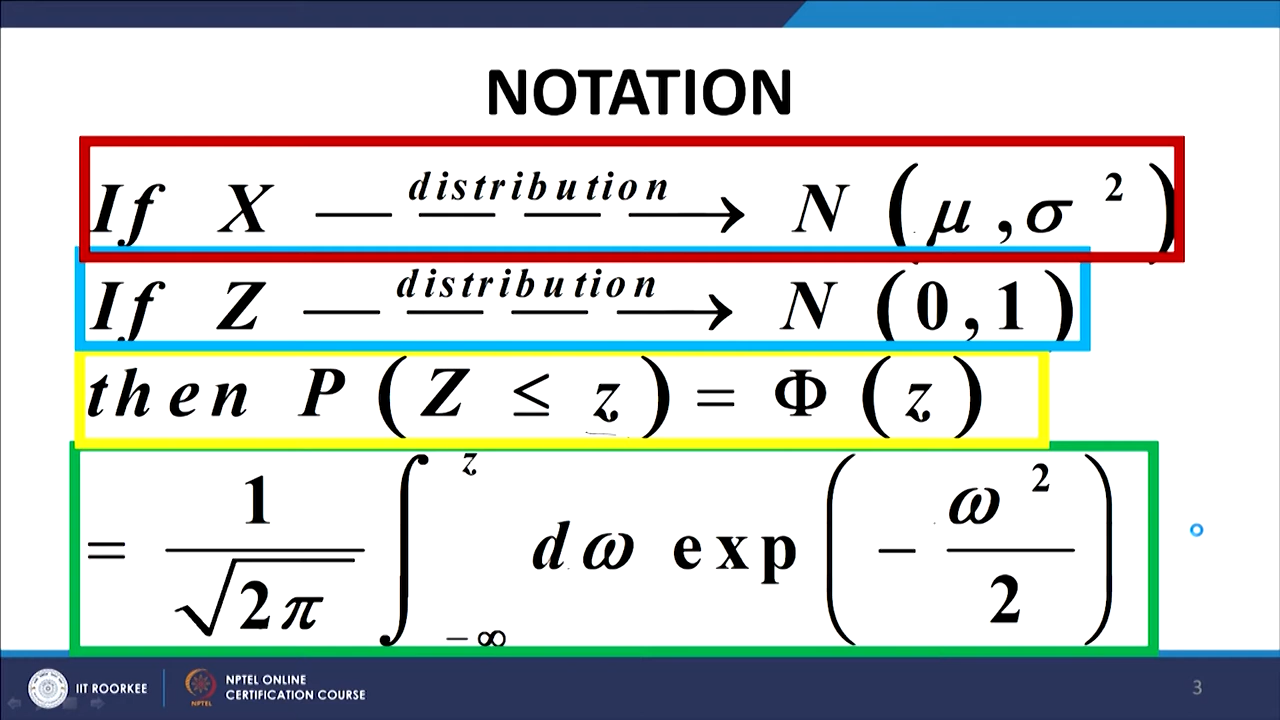 NOTATION
If X distribution → N (μ, σ²)
If Z distribution → N (0, 1)
then P (Z ≤ z) = Φ (z)
= 1/√2π ∫_{-∞}^{z} dω exp (− ω²/2)
IIT ROORKEE
NPTEL
NPTEL ONLINE
CERTIFICATION COURSE
3